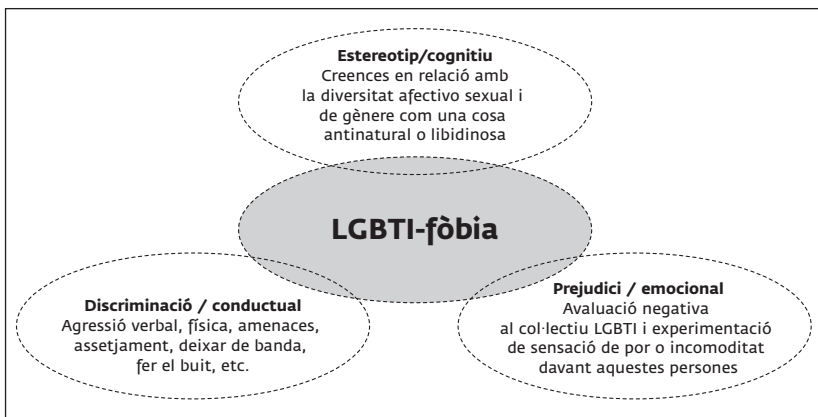 Estereotip/cognitiu
Creences en relació amb
la diversitat afectivo sexual i
de gènere com una cosa
antinatural o libidinosa
LGBTI-fòbia
Discriminació / conductual
Agressió verbal, física, amenaces,
assetjament, deixar de banda,
fer el buit, etc.
Prejudici / emocional
Avaluació negativa
al col·lectiu LGBTI i experimentació
de sensació de por o incomoditat
davant aquestes persones